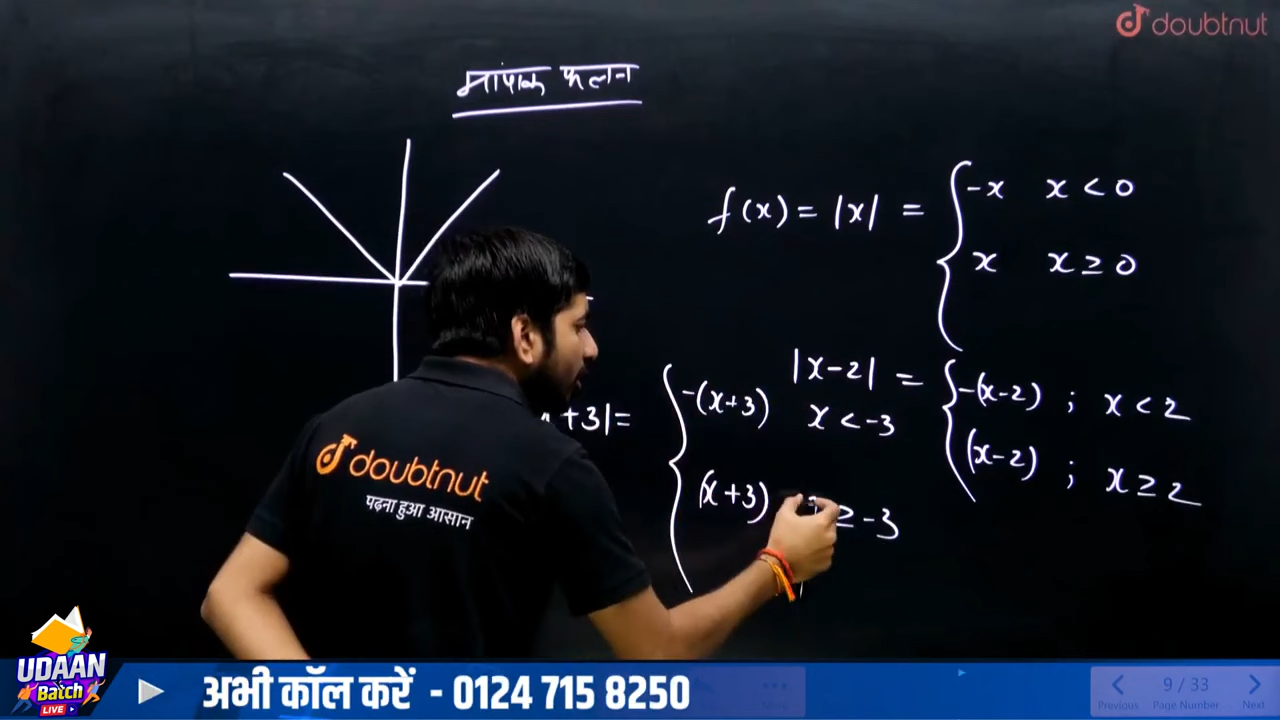 doubtnut
मापांक फलन
f(x) = |x| = { -x x < 0
x x ≥ 0
|x-2| = { -(x-2) ; x < 2
(x-2) ; x ≥ 2
+3| = { -(x+3) x < -3
(x+3) ≥ -3
doubtnut
पढ़ना हुआ आसान
UDAAN
Batch
LIVE
अभी कॉल करें - 0124 715 8250
9 / 33
Previous Page Number Next